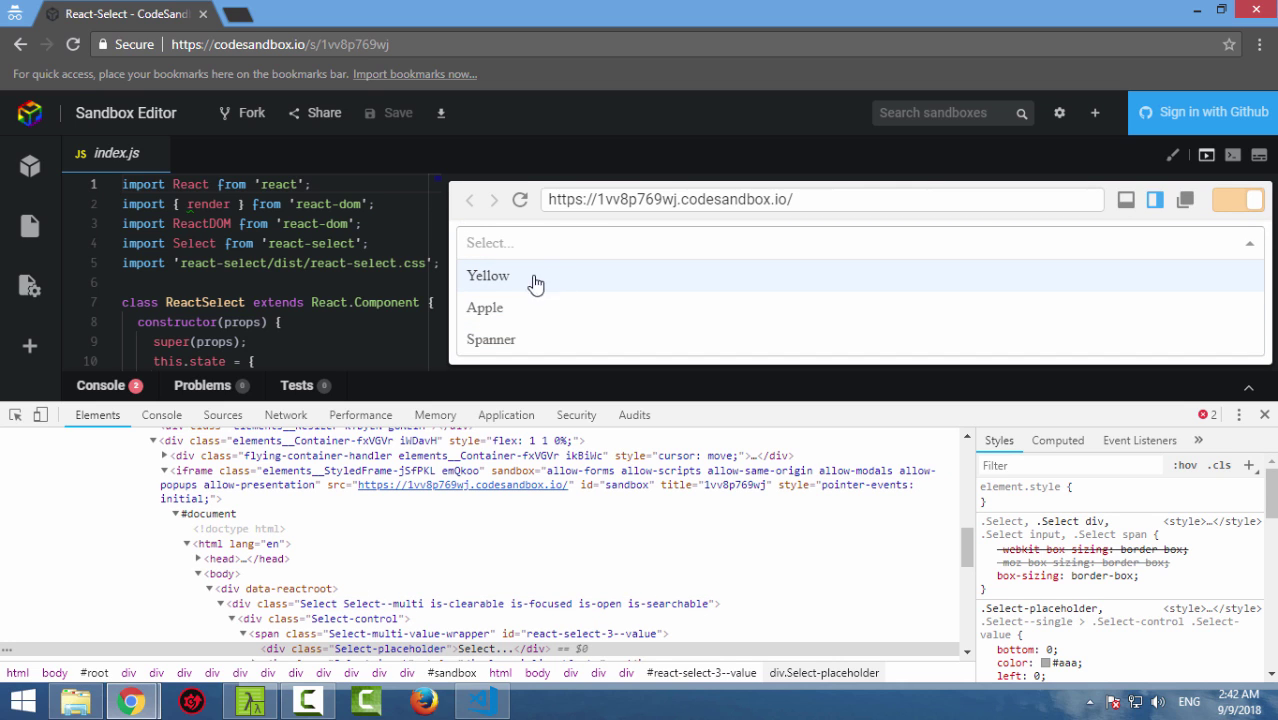 React-Select - CodeSand
Secure https://codesandbox.io/s/1vv8p769wj
For quick access, place your bookmarks here on the bookmarks bar. Import bookmarks now...
Sandbox Editor Fork Share Save Search sandboxes Sign in with Github
JS index.js
1 import React from 'react';
2 import { render } from 'react-dom';
3 import ReactDOM from 'react-dom';
4 import Select from 'react-select';
5 import 'react-select/dist/react-select.css';
6
7 class ReactSelect extends React.Component {
8 constructor(props) {
9 super(props);
10 this.state = {
https://1vv8p769wj.codesandbox.io/
Select...
Yellow
Apple
Spanner
Console 2 Problems 0 Tests 0
Elements Console Sources Network Performance Memory Application Security Audits 2
<div class="elements__Container-fxVGVr iWDavH" style="flex: 1 1 0%;">
<div class="flying-container-handler elements__Container-fxVGVr ikBiWc" style="cursor: move;">…</div>
<iframe class="elements__StyledFrame-jSfPKL emQkoo" sandbox="allow-forms allow-scripts allow-same-origin allow-modals allow-
popups allow-presentation" src="https://1vv8p769wj.codesandbox.io/" id="sandbox" title="1vv8p769wj" style="pointer-events:
initial;">
#document
<!doctype html>
<html lang="en">
<head>…</head>
<body>
<div data-reactroot>
<div class="Select Select--multi is-clearable is-focused is-open is-searchable">
<div class="Select-control">
<span class="Select-multi-value-wrapper" id="react-select-3--value">
... <div class="Select-placeholder">Select...</div> == $0
html body #root div div div div div div div #sandbox html body div div div #react-select-3--value div.Select-placeholder
Styles Computed Event Listeners »
Filter :hov .cls +
element.style {
}
.Select, .Select div, <style>…</style>
.Select input, .Select span {
-webkit-box-sizing: border-box;
-moz-box-sizing: border-box;
box-sizing: border-box;
}
.Select-placeholder, <style>…</style>
.Select--single > .Select-control .Select-
value {
bottom: 0;
color: #aaa;
left: 0;
ENG
2:42 AM
9/9/2018